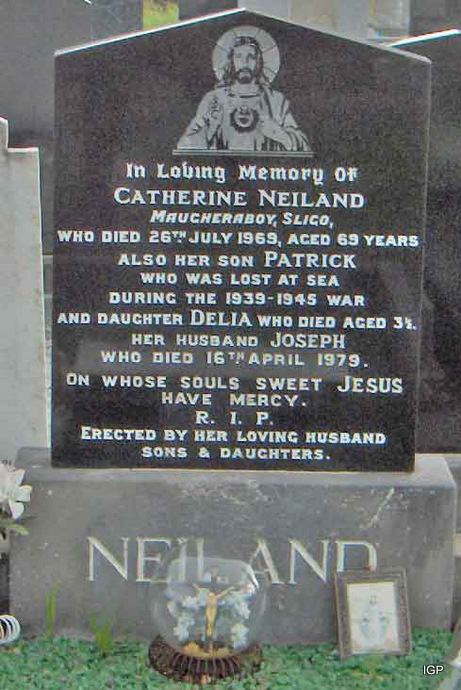 In Loving Memory Of
CATHERINE NEILAND
MAUGHERABOY, SLIGO,
WHO DIED 26TH JULY 1969, AGED 69 YEARS
ALSO HER SON PATRICK
WHO WAS LOST AT SEA
DURING THE 1939-1945 WAR
AND DAUGHTER DELIA WHO DIED AGED 3½.
HER HUSBAND JOSEPH
WHO DIED 16TH APRIL 1979.
ON WHOSE SOULS SWEET JESUS
HAVE MERCY.
R. I. P.
ERECTED BY HER LOVING HUSBAND
SONS & DAUGHTERS.
NEILAND
IGP